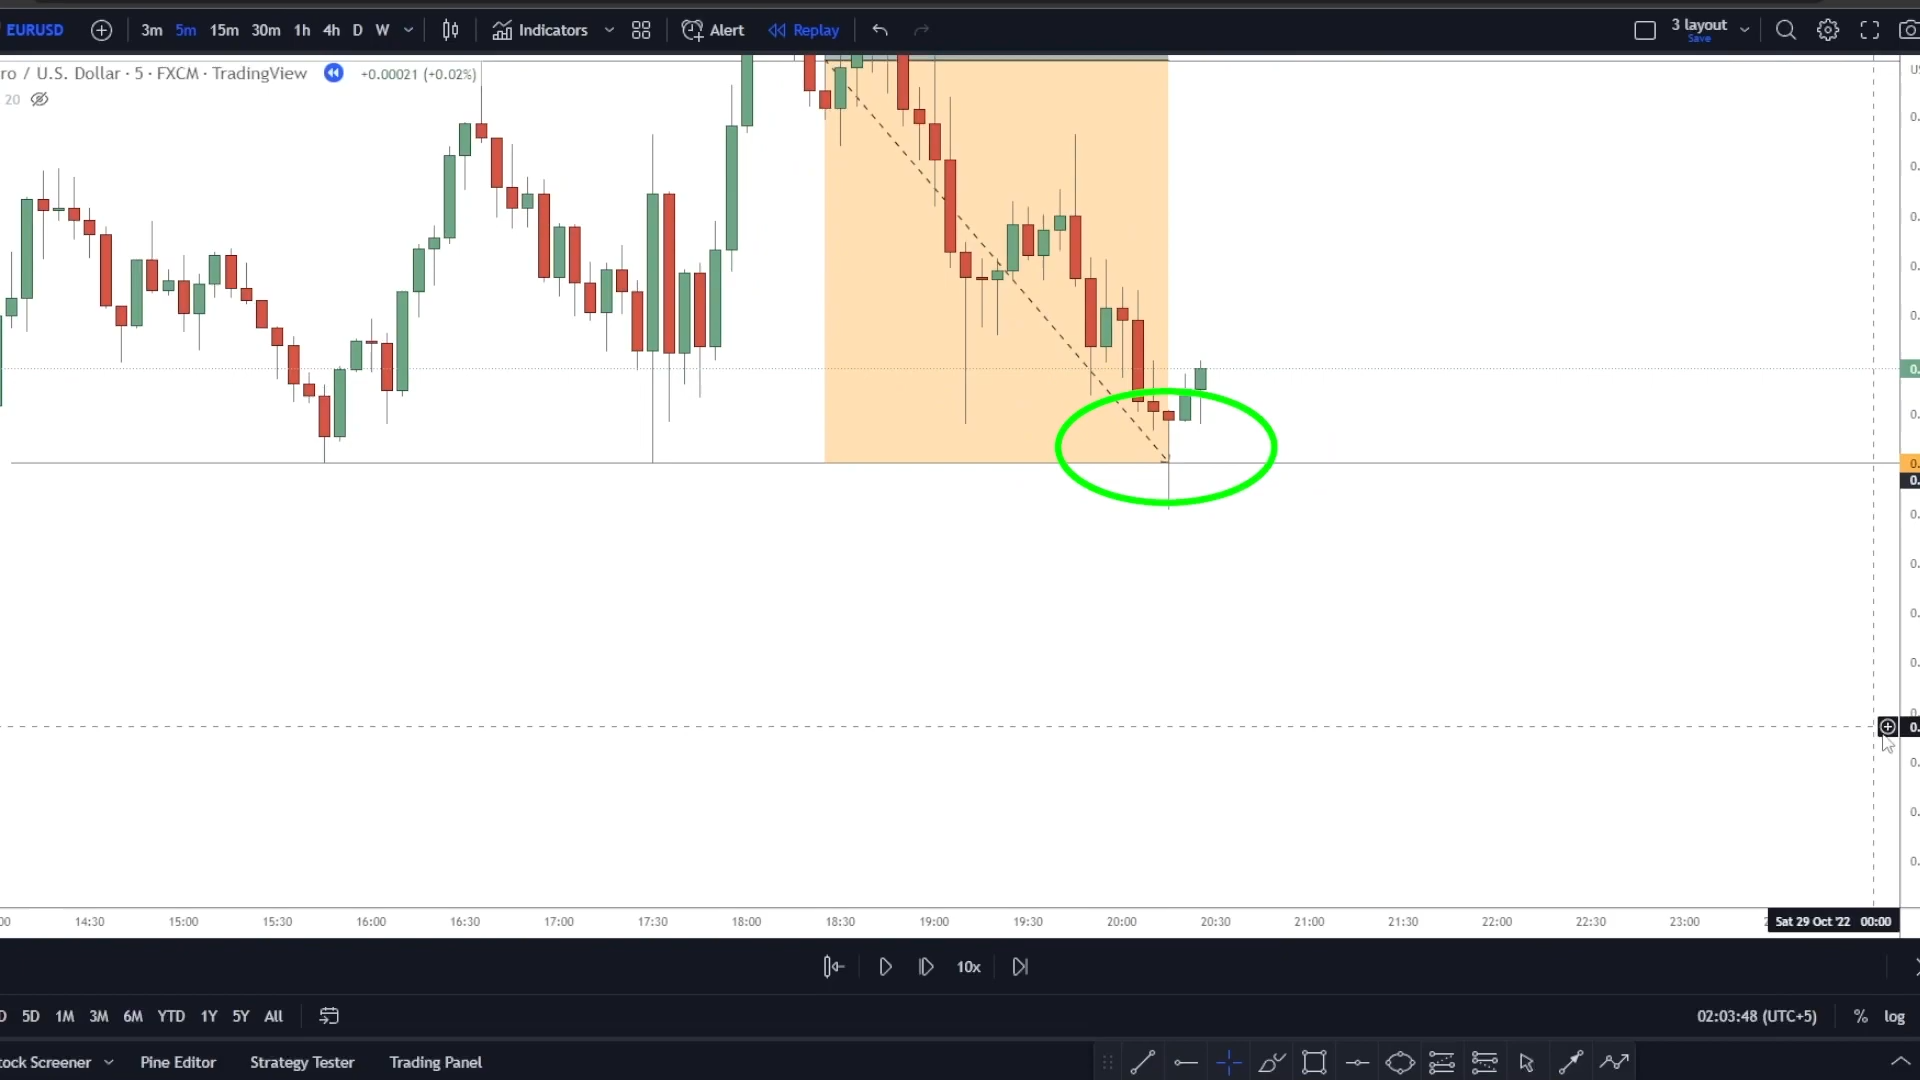 EURUSD 3m 5m 15m 30m 1h 4h D W Indicators Alert Replay 3 layout
Save
ro / U.S. Dollar · 5 · FXCM · TradingView +0.00021 (+0.02%)
20
14:30 15:00 15:30 16:00 16:30 17:00 17:30 18:00 18:30 19:00 19:30 20:00 20:30 21:00 21:30 22:00 22:30 23:00 Sat 29 Oct '22 00:00
10x
5D 1M 3M 6M YTD 1Y 5Y All 02:03:48 (UTC+5) % log
tock Screener Pine Editor Strategy Tester Trading Panel